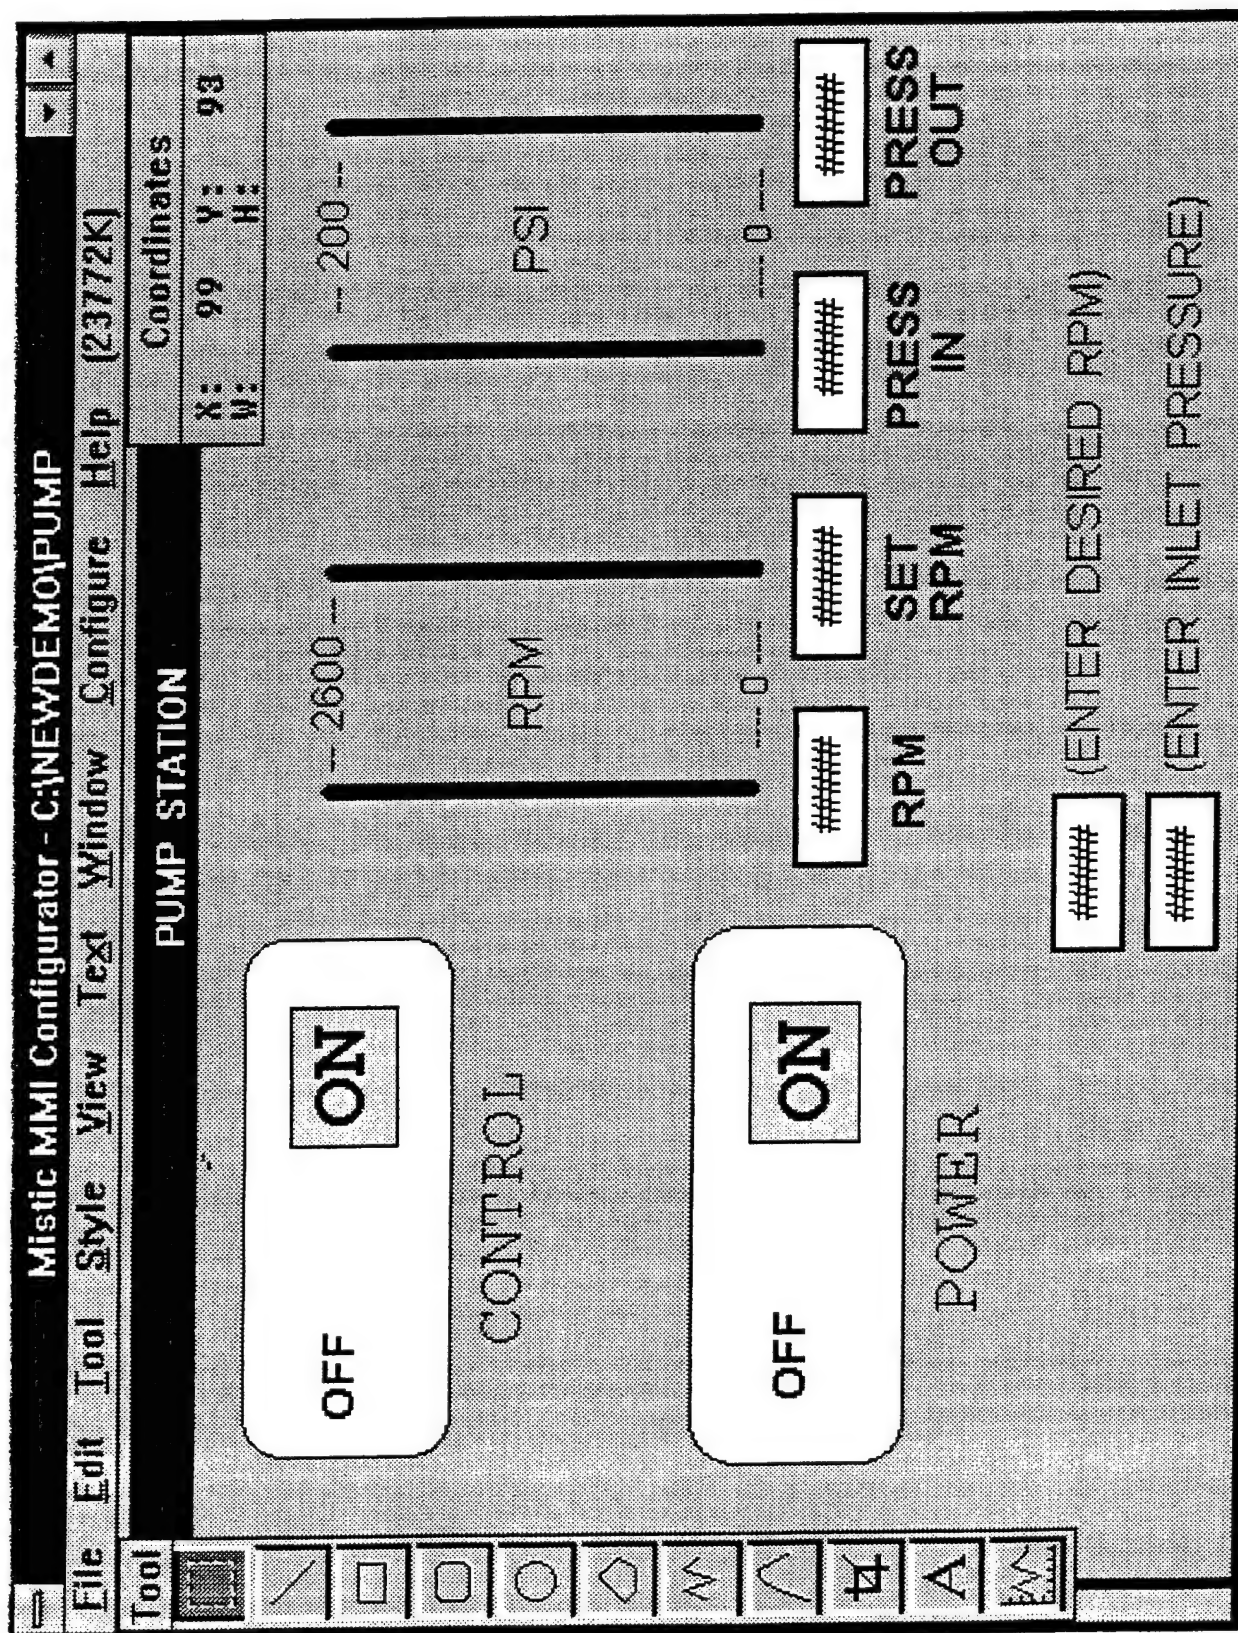 Mistic MMI Configurator - C:\NEWDEMO\PUMP
File Edit Tool Style View Text Window Configure Help (23772K)
Tool
PUMP STATION
Coordinates
X: 99 Y: 93
W: H:
OFF ON
CONTROL
OFF ON
POWER
-- 2600 --
RPM
---- 0 ----
-- 200 --
PSI
---- 0 ----
##### ##### ##### #####
RPM
SET
RPM
PRESS
IN
PRESS
OUT
##### (ENTER DESIRED RPM)
##### (ENTER INLET PRESSURE)
A